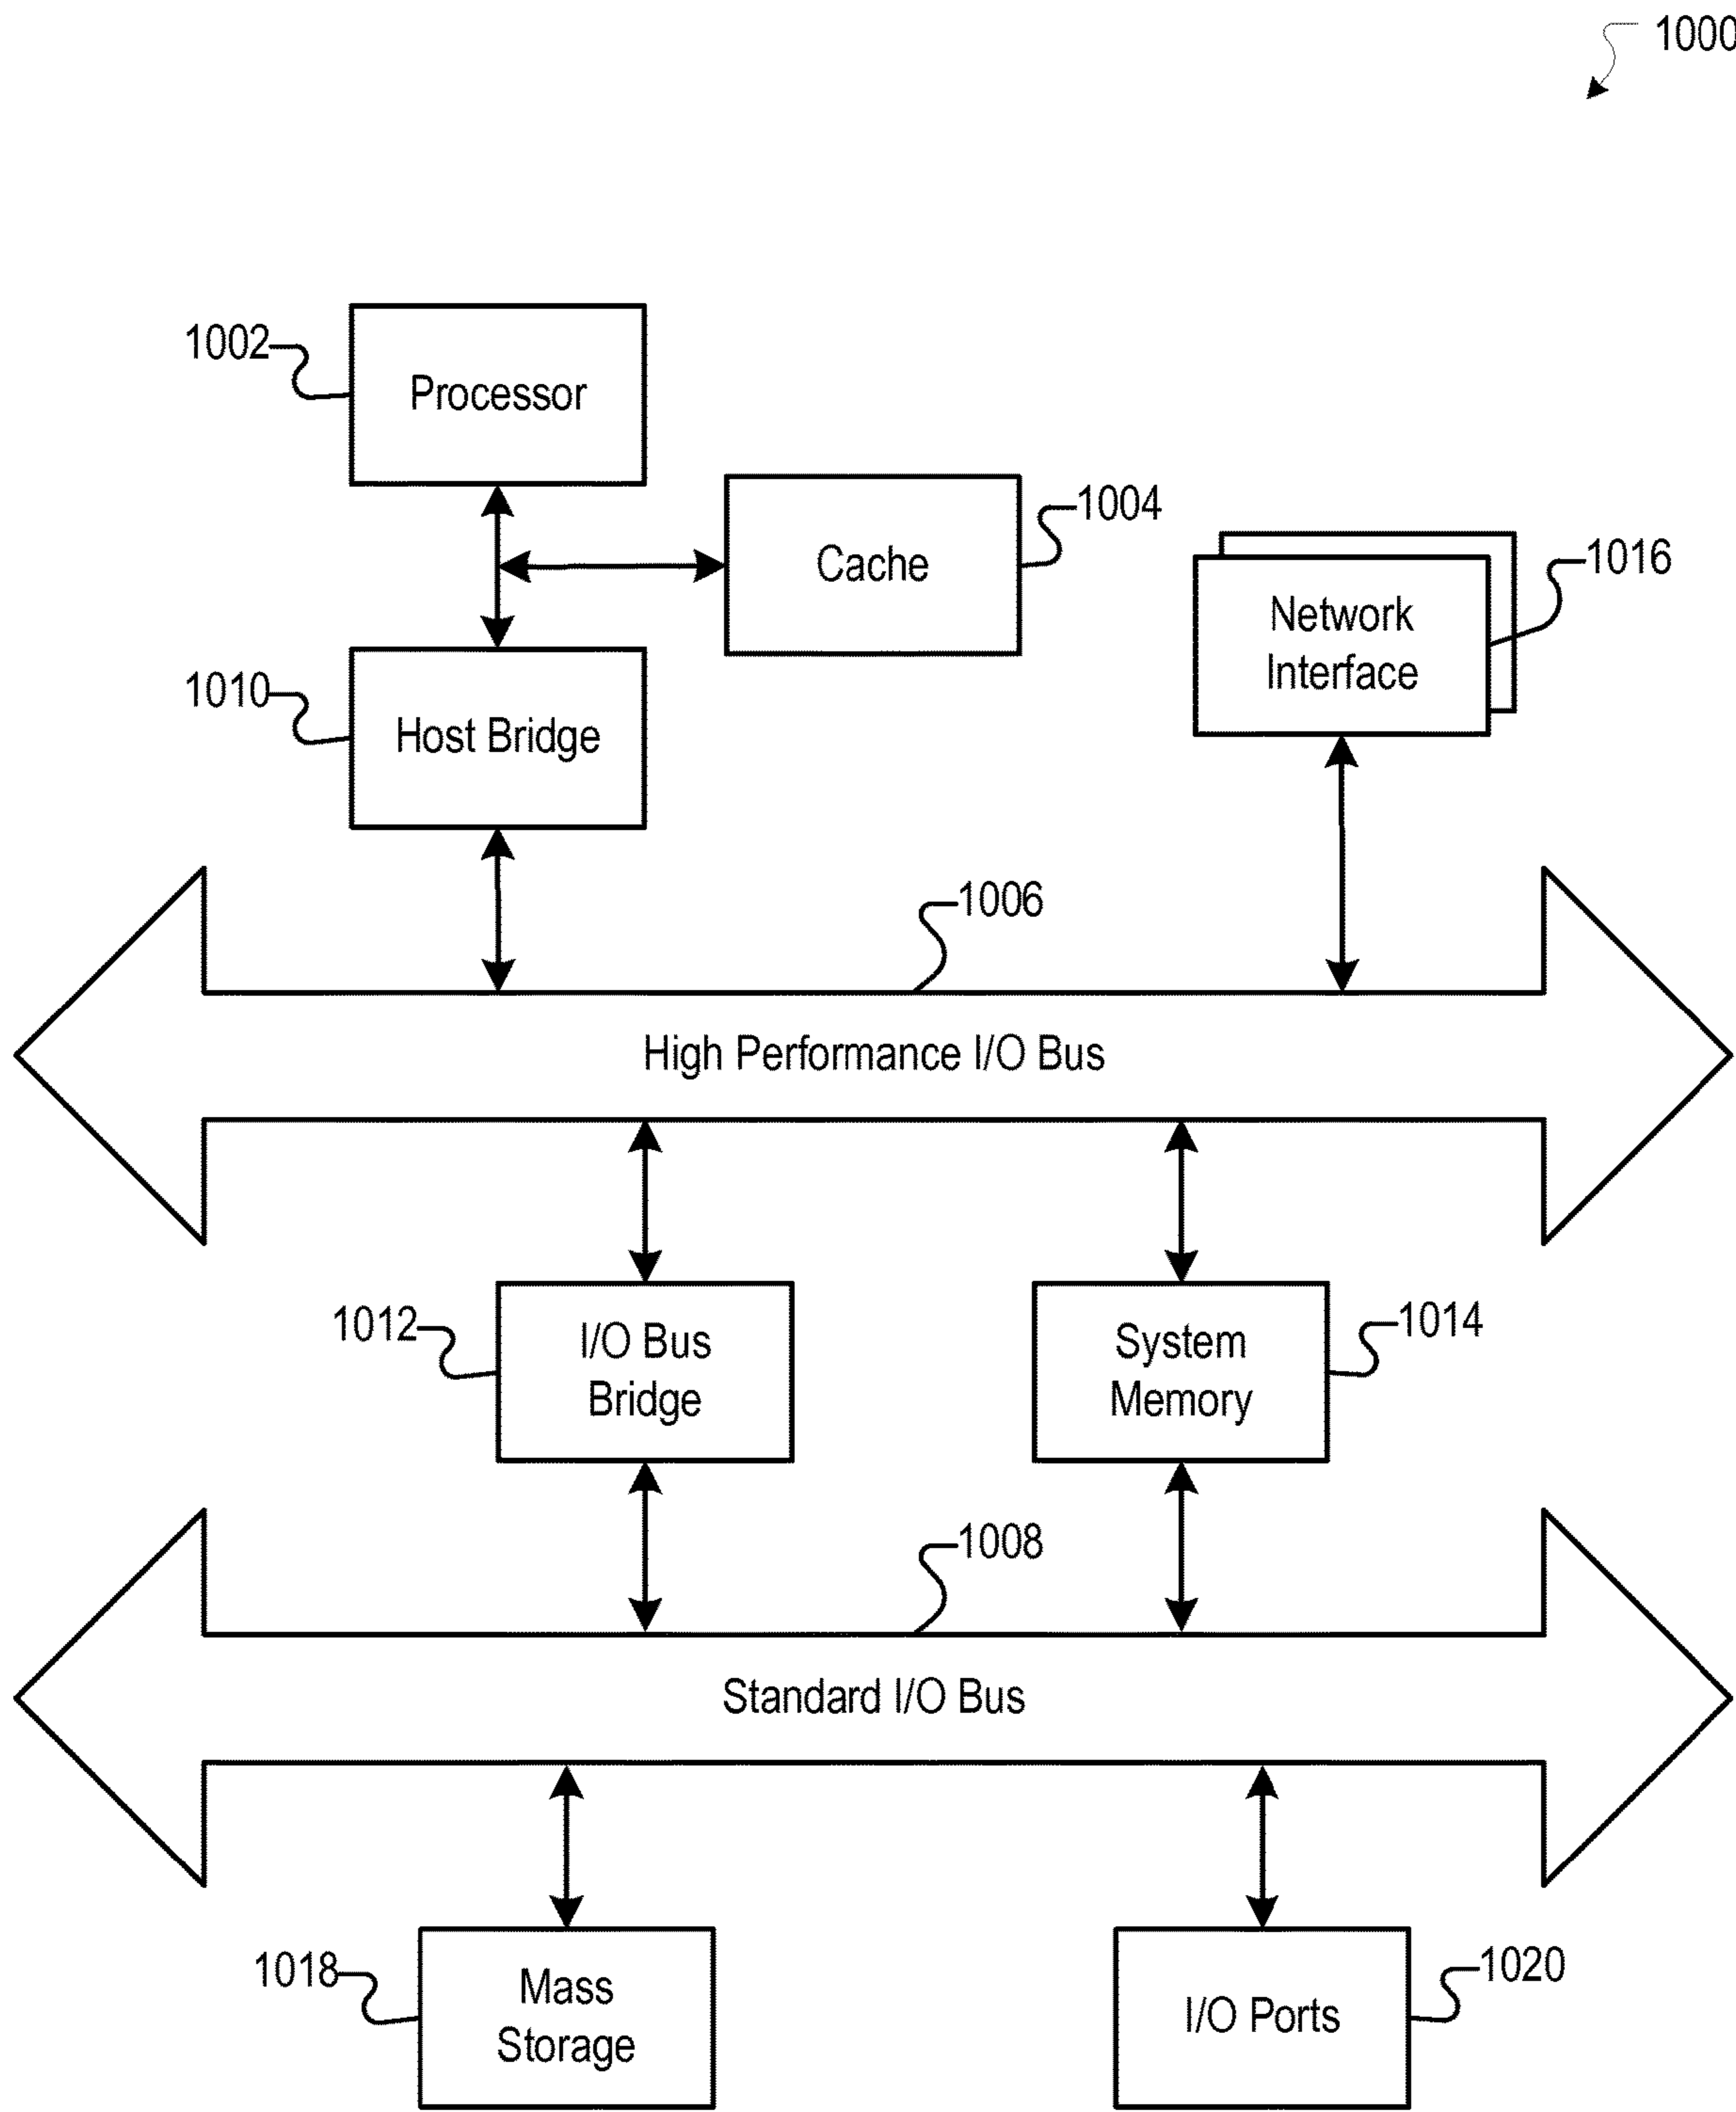 1000
1002
Processor
1004
Cache
1016
Network
Interface
1010
Host Bridge
1006
High Performance I/O Bus
1012
I/O Bus
Bridge
System
Memory
1014
1008
Standard I/O Bus
1018
Mass
Storage
I/O Ports
1020